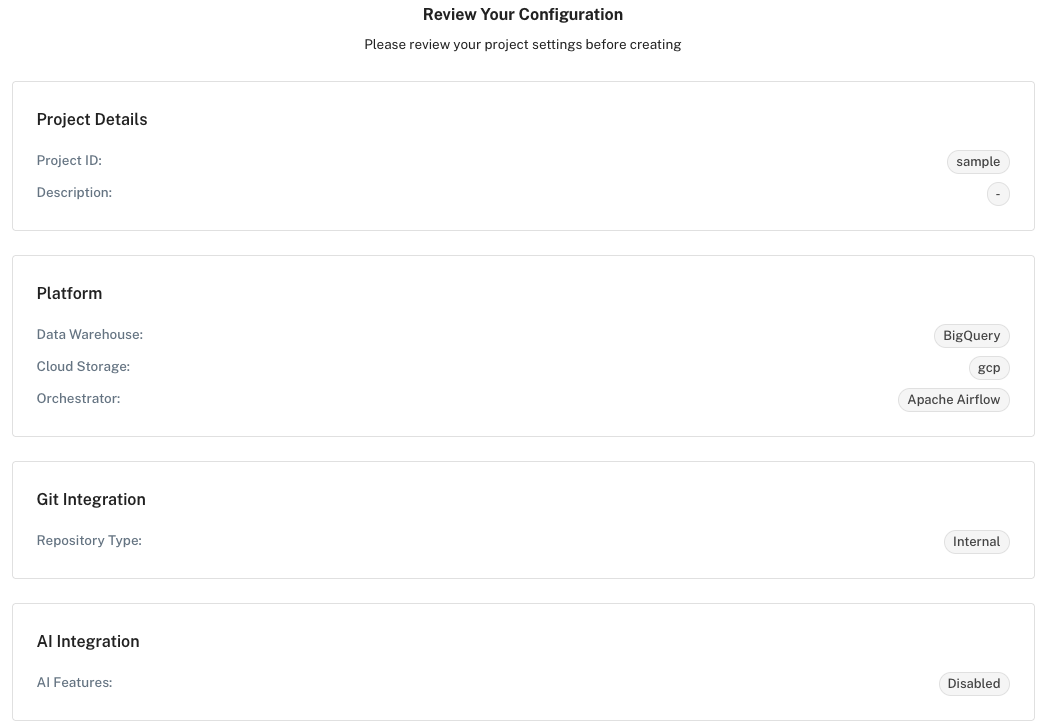 Review Your Configuration
Please review your project settings before creating
Project Details
Project ID: sample
Description: -
Platform
Data Warehouse: BigQuery
Cloud Storage: gcp
Orchestrator: Apache Airflow
Git Integration
Repository Type: Internal
AI Integration
AI Features: Disabled